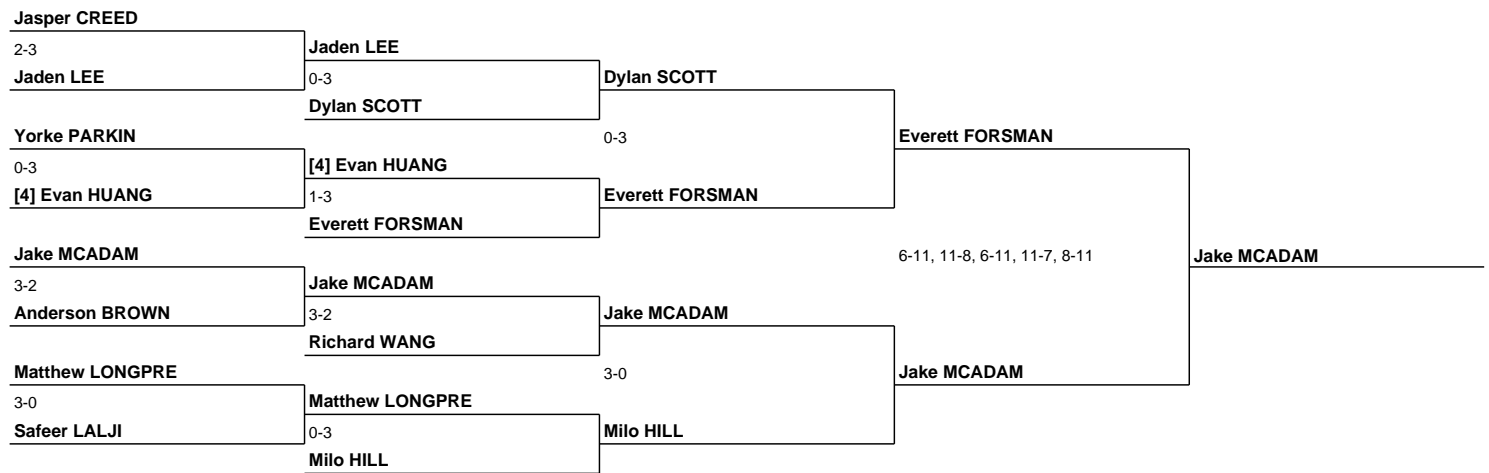 Jasper CREED
2-3
Jaden LEE
Jaden LEE
0-3
Dylan SCOTT
Dylan SCOTT
Yorke PARKIN
0-3
[4] Evan HUANG
[4] Evan HUANG
1-3
Everett FORSMAN
0-3
Everett FORSMAN
Everett FORSMAN
Jake MCADAM
3-2
Anderson BROWN
Jake MCADAM
3-2
Richard WANG
Jake MCADAM
6-11, 11-8, 6-11, 11-7, 8-11
Jake MCADAM
Matthew LONGPRE
3-0
Safeer LALJI
Matthew LONGPRE
0-3
Milo HILL
3-0
Milo HILL
Jake MCADAM